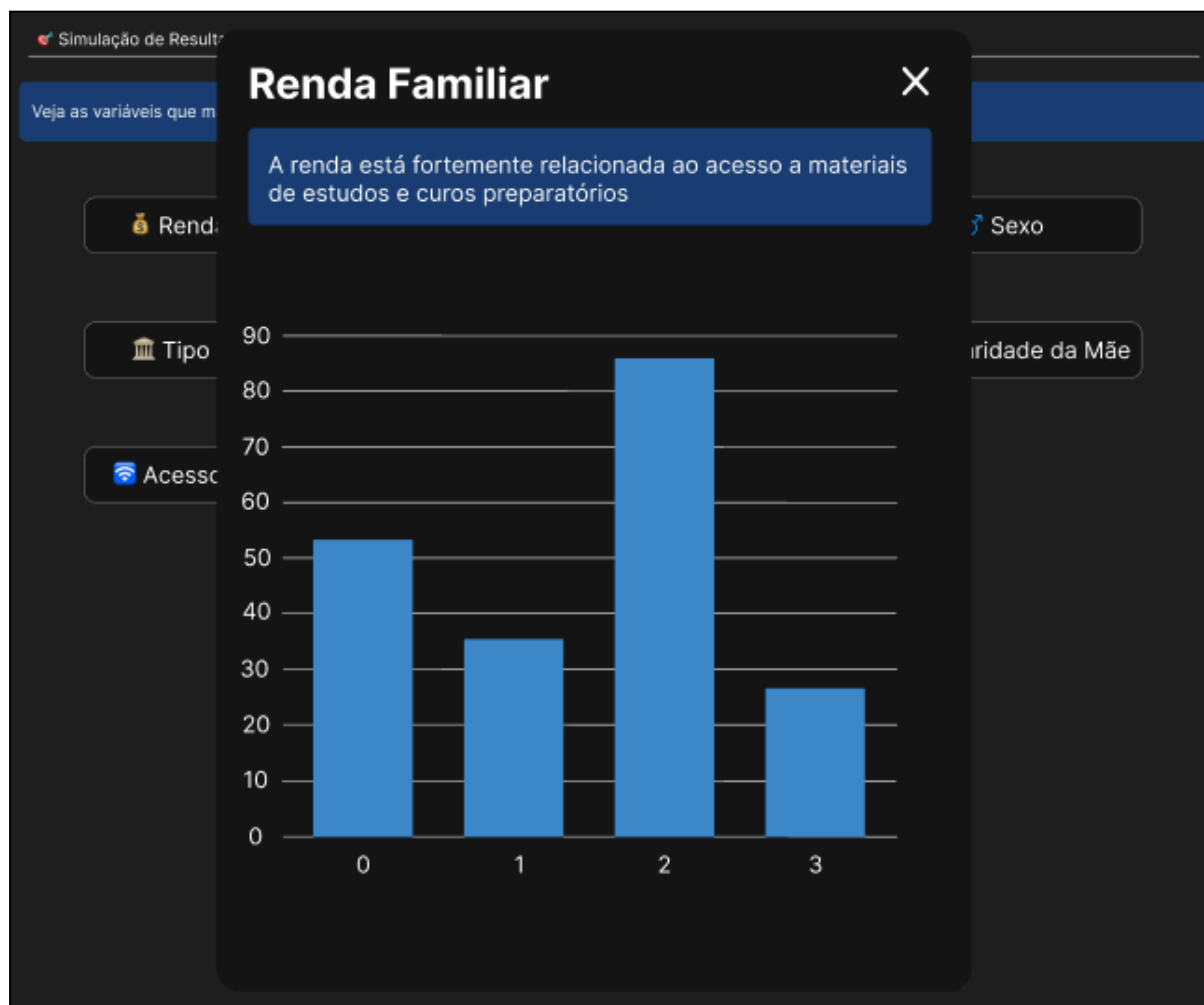 Simulação de Resulta
Renda Familiar
Veja as variáveis que m
A renda está fortemente relacionada ao acesso a materiais
de estudos e curos preparatórios
Renda
Sexo
Tipo
ridade da Mãe
Acesso
90
80
70
60
50
40
30
20
10
0
0 1 2 3